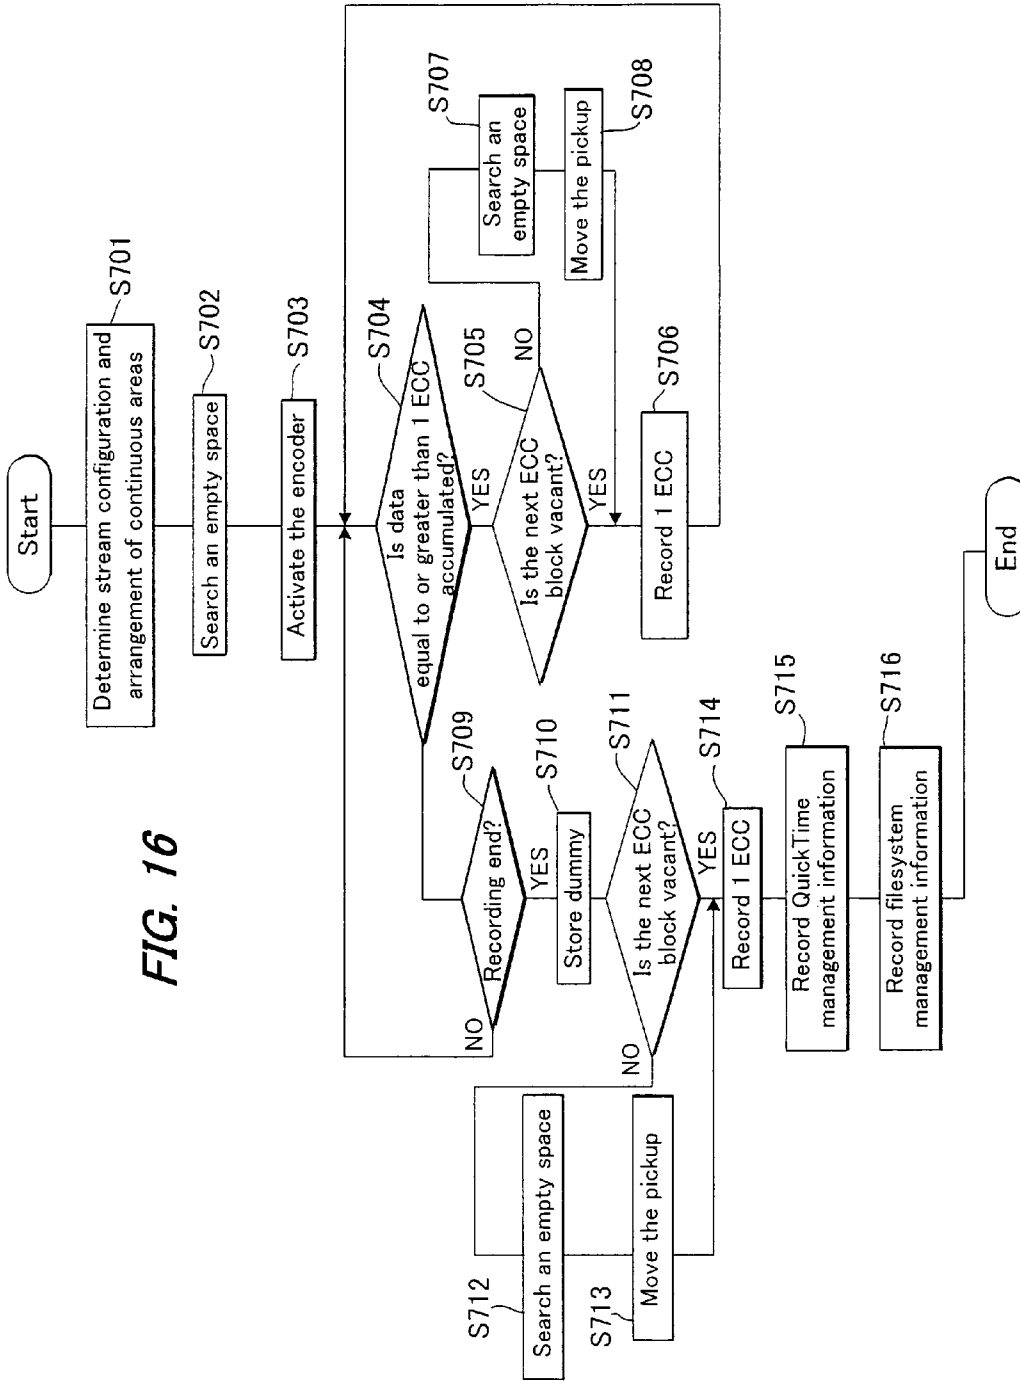 FIG. 16
Start
Determine stream configuration and
arrangement of continuous areas
S701
Search an empty space
S702
Activate the encoder
S703
Is data
equal to or greater than 1 ECC
accumulated?
S704
YES
Is the next ECC
block vacant?
S705
NO
YES
Search an
empty space
S707
Move the pickup
S708
Record 1 ECC
S706
Recording end?
S709
NO
YES
Store dummy
S710
Is the next ECC
block vacant?
S711
NO
YES
Search an empty space
S712
Move the pickup
S713
Record 1 ECC
S714
Record QuickTime
management information
S715
Record filesystem
management information
S716
End